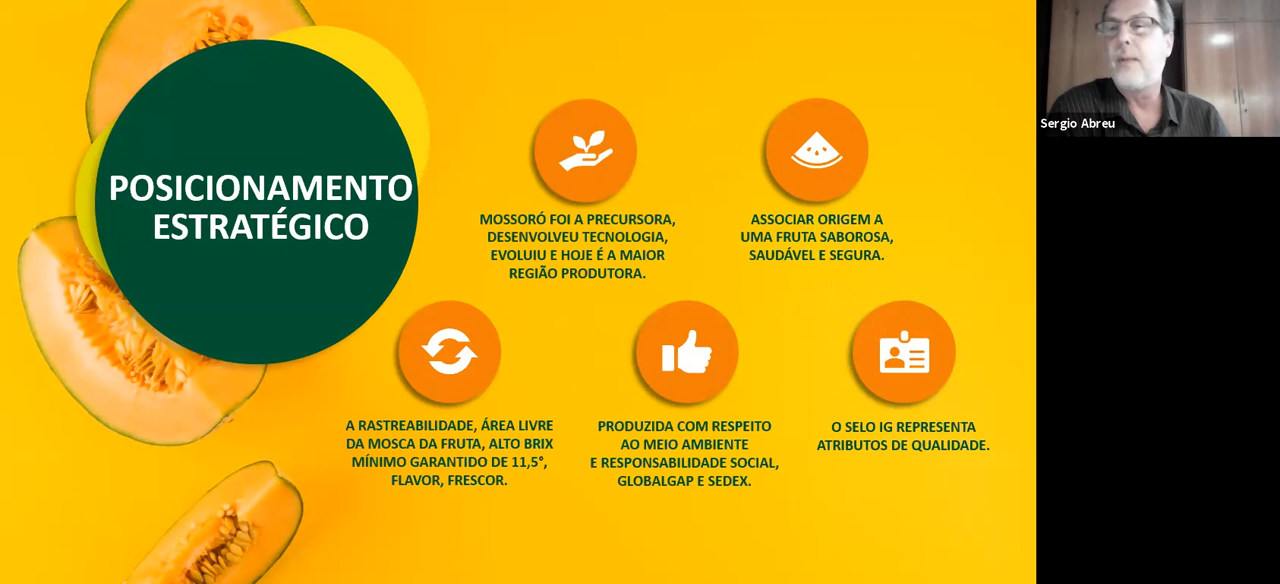 POSICIONAMENTO
ESTRATÉGICO
MOSSORÓ FOI A PRECURSORA,
DESENVOLVEU TECNOLOGIA,
EVOLUIU E HOJE É A MAIOR
REGIÃO PRODUTORA.
ASSOCIAR ORIGEM A
UMA FRUTA SABOROSA,
SAUDÁVEL E SEGURA.
A RASTREABILIDADE, ÁREA LIVRE
DA MOSCA DA FRUTA, ALTO BRIX
MÍNIMO GARANTIDO DE 11,5°,
FLAVOR, FRESCOR.
PRODUZIDA COM RESPEITO
AO MEIO AMBIENTE
E RESPONSABILIDADE SOCIAL,
GLOBALGAP E SEDEX.
O SELO IG REPRESENTA
ATRIBUTOS DE QUALIDADE.
Sergio Abreu